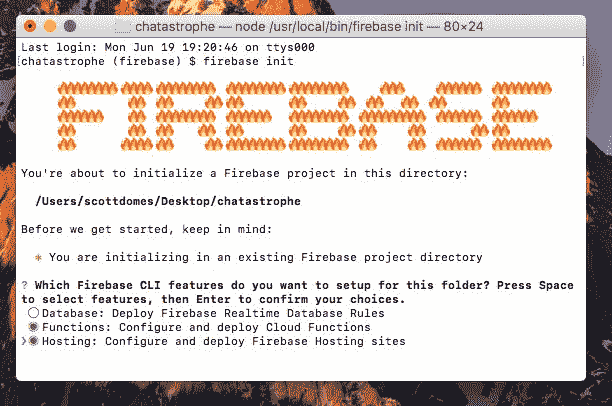 chatastrophe — node /usr/local/bin/firebase init — 80×24
Last login: Mon Jun 19 19:20:46 on ttys000
[chatastrophe (firebase) $ firebase init ]
FIREBASE
You're about to initialize a Firebase project in this directory:
/Users/scottdomes/Desktop/chatastrophe
Before we get started, keep in mind:
* You are initializing in an existing Firebase project directory
? Which Firebase CLI features do you want to setup for this folder? Press Space
to select features, then Enter to confirm your choices.
◯ Database: Deploy Firebase Realtime Database Rules
◉ Functions: Configure and deploy Cloud Functions
❯◉ Hosting: Configure and deploy Firebase Hosting sites